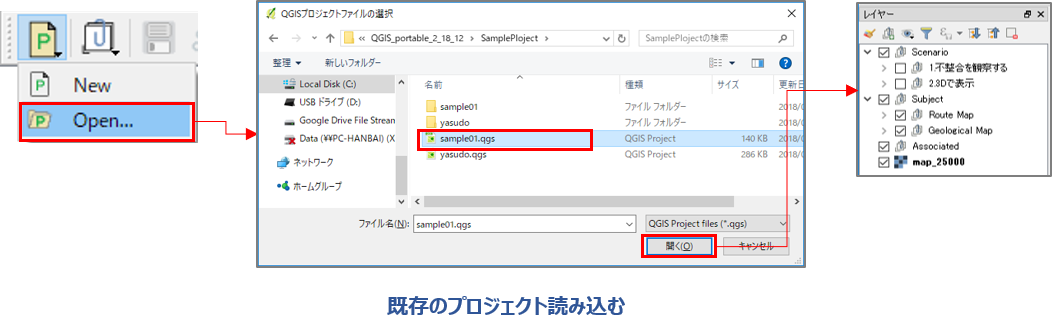 P
New
Open...
QGISプロジェクトファイルの選択
QGIS_portable_2_18_12 > SampleProject >
SampleProjectの検索
整理
新しいフォルダー
Local Disk (C:)
USB ドライブ (D:)
Google Drive File Stream
Data (¥¥PC-HANBAI) (X
ネットワーク
ホームグループ
名前 種類 サイズ 更新日
sample01 ファイル フォルダー 2018/0
yasudo ファイル フォルダー 2018/0
sample01.qgs QGIS Project 140 KB 2018/0
yasudo.qgs QGIS Project 286 KB 2018/0
ファイル名(N): sample01.qgs QGIS Project files (*.qgs)
開く(O) キャンセル
レイヤー
Scenario
1.不整合を観察する
2.3Dで表示
Subject
Route Map
Geological Map
Associated
map_25000
既存のプロジェクト読み込む